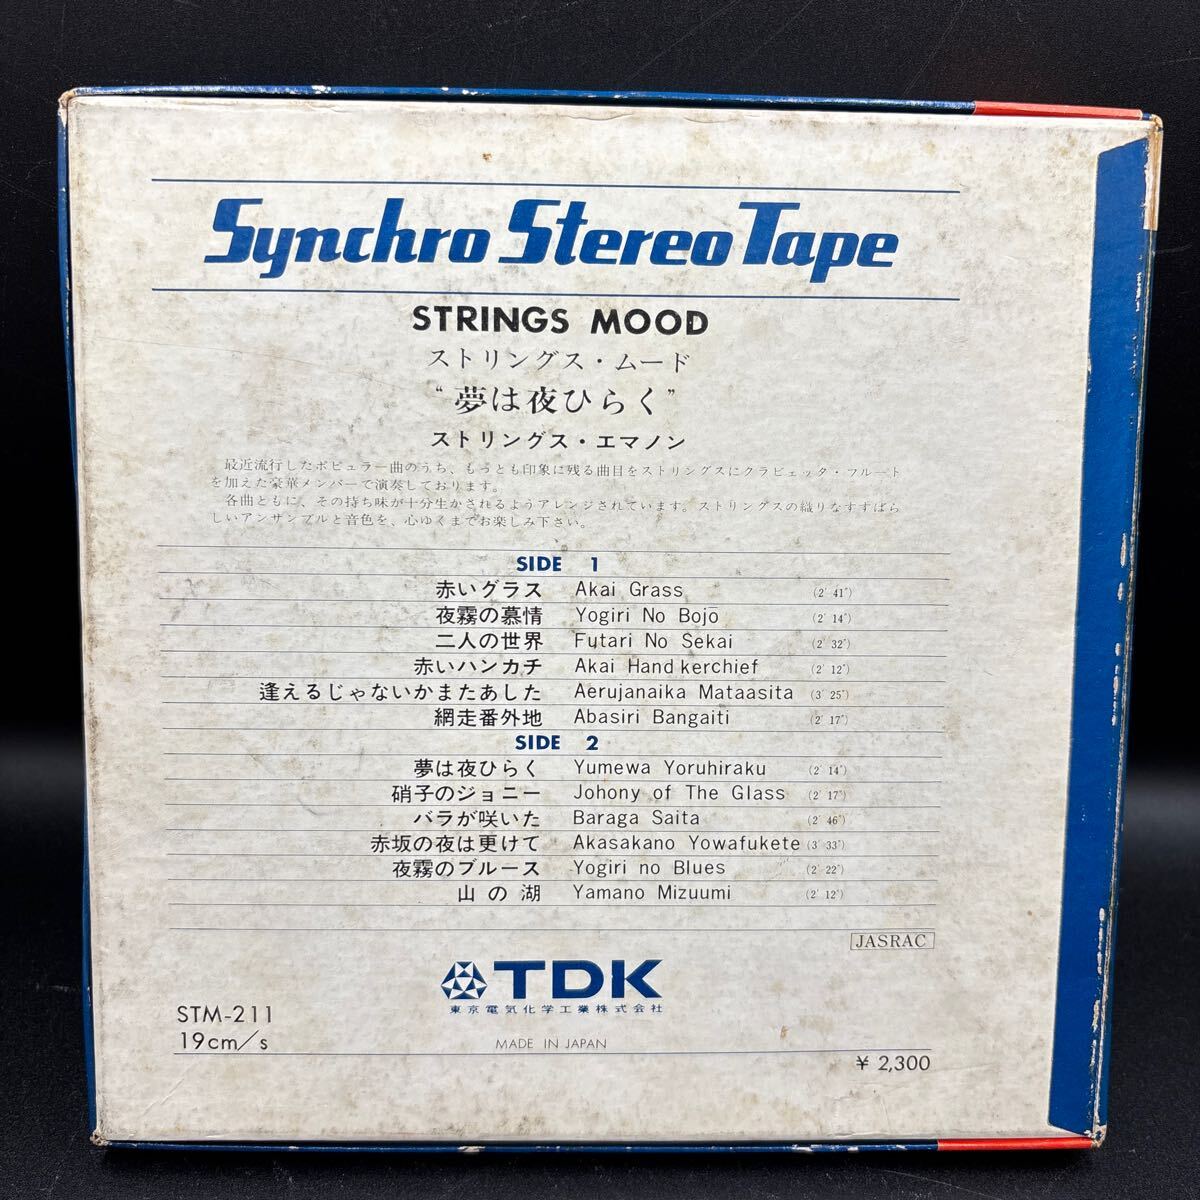 Synchro Stereo Tape
STRINGS MOOD
ストリングス・ムード
“夢は夜ひらく”
ストリングス・エマノン
最近流行したポピュラー曲のうち、もっとも印象に残る曲目をストリングスにクラビェッタ・フルート
を加えた豪華メンバーで演奏しております。
各曲ともに、その持ち味が十分生かされるようアレンジされています。ストリングスの織りなすすばら
しいアンサンブルと音色を、心ゆくまでお楽しみ下さい。
SIDE 1
赤いグラス Akai Grass (2′ 41″)
夜霧の慕情 Yogiri No Bojō (2′ 14″)
二人の世界 Futari No Sekai (2′ 32″)
赤いハンカチ Akai Hand kerchief (2′ 12″)
逢えるじゃないかまたあした Aerujanaika Mataasita (3′ 25″)
網走番外地 Abasiri Bangaiti (2′ 17″)
SIDE 2
夢は夜ひらく Yumewa Yoruhiraku (2′ 14″)
硝子のジョニー Johony of The Glass (2′ 17″)
バラが咲いた Baraga Saita (2′ 46″)
赤坂の夜は更けて Akasakano Yowafukete (3′ 33″)
夜霧のブルース Yogiri no Blues (2′ 22″)
山の湖 Yamano Mizuumi (2′ 12″)
JASRAC
TDK
東京電気化学工業株式会社
STM-211
19cm/s
MADE IN JAPAN
¥ 2,300